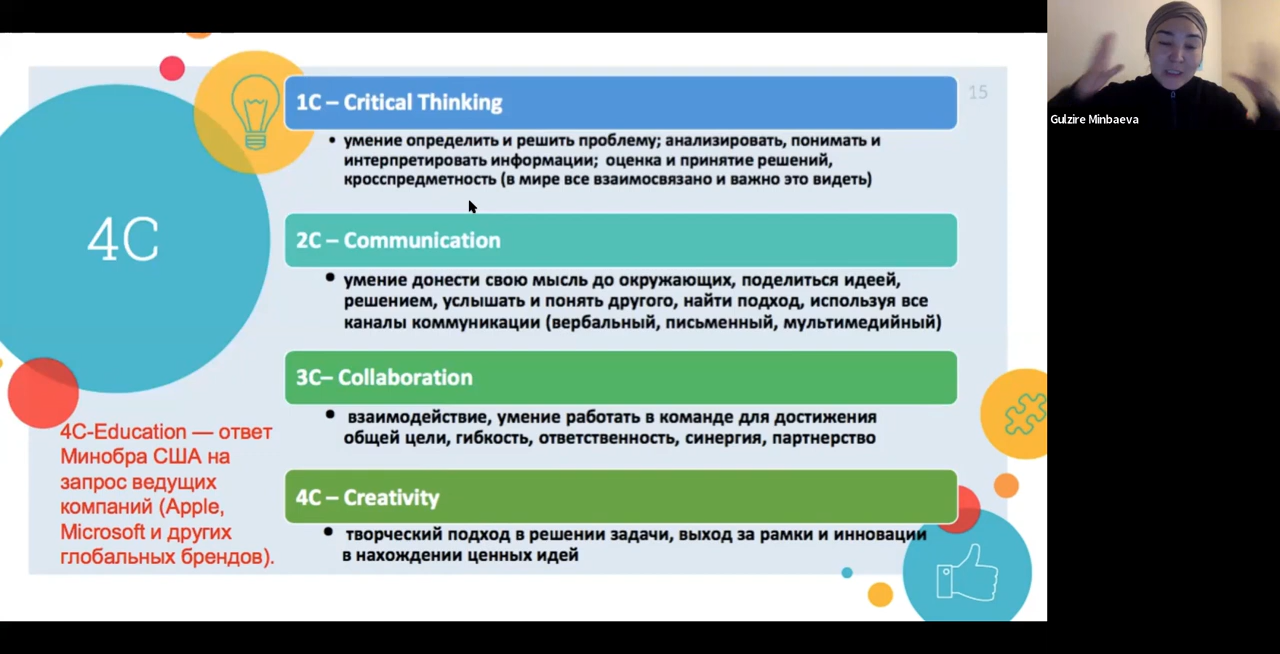 4C
4C-Education — ответ
Минобра США на
запрос ведущих
компаний (Apple,
Microsoft и других
глобальных брендов).
1C – Critical Thinking
15
• умение определить и решить проблему; анализировать, понимать и
интерпретировать информации; оценка и принятие решений,
кросспредметность (в мире все взаимосвязано и важно это видеть)
2C – Communication
• умение донести свою мысль до окружающих, поделиться идеей,
решением, услышать и понять другого, найти подход, используя все
каналы коммуникации (вербальный, письменный, мультимедийный)
3C– Collaboration
• взаимодействие, умение работать в команде для достижения
общей цели, гибкость, ответственность, синергия, партнерство
4C – Creativity
• творческий подход в решении задачи, выход за рамки и инновации
в нахождении ценных идей
Gulzire Minbaeva